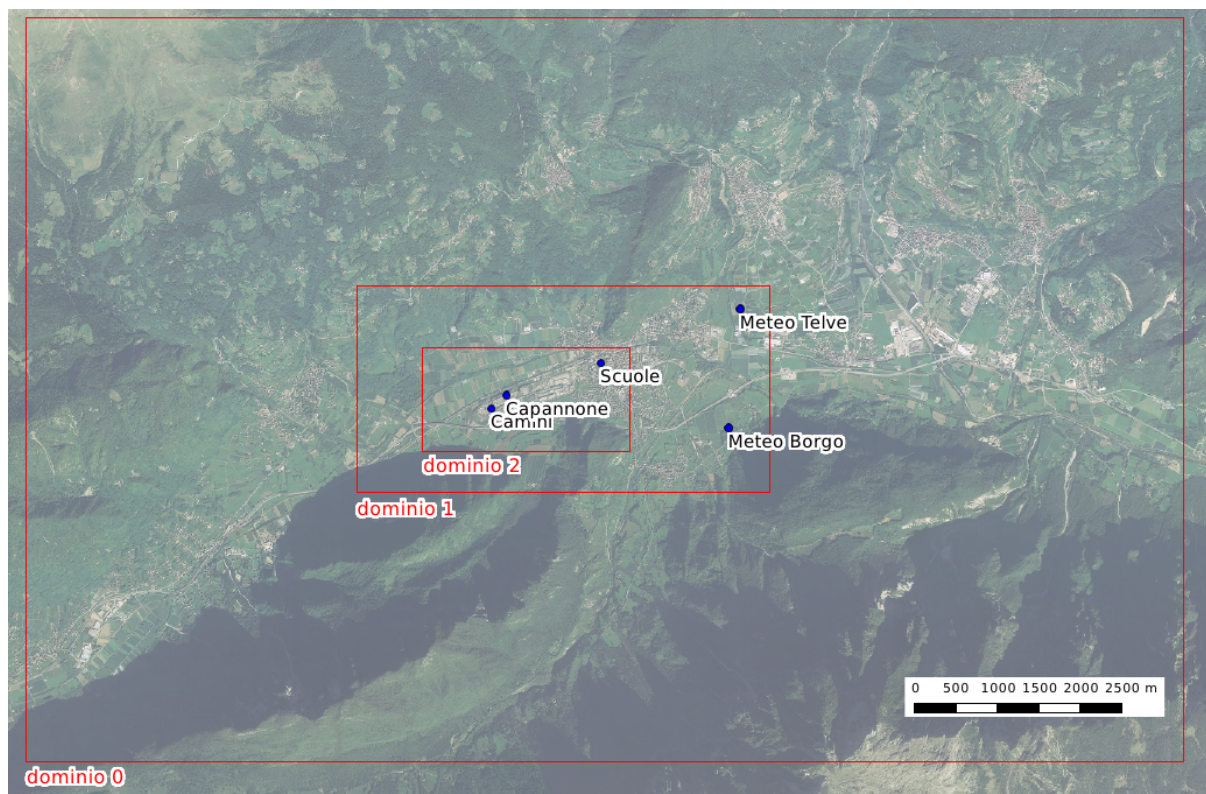 Meteo Telve
Scuole
Capannone
Camini
Meteo Borgo
dominio 2
dominio 1
0 500 1000 1500 2000 2500 m
dominio 0